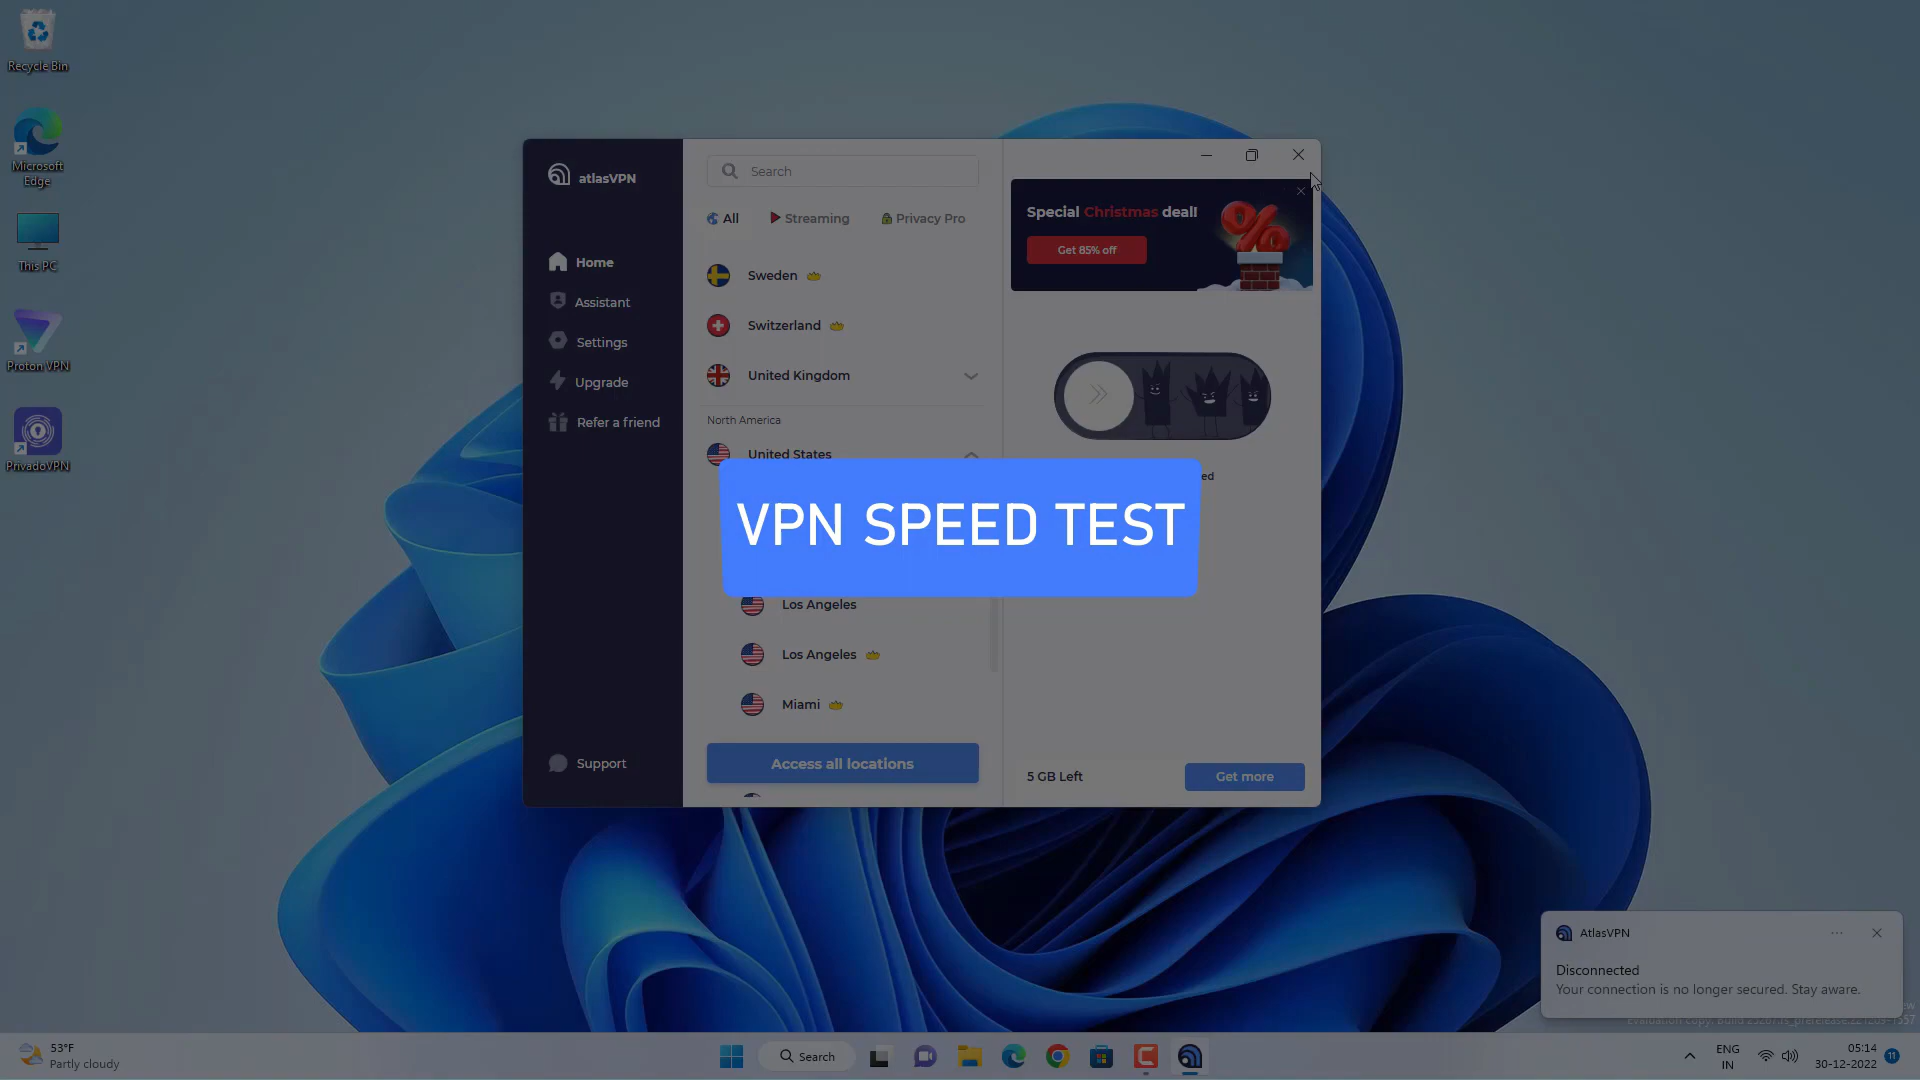 Recycle Bin
Microsoft
Edge
This PC
Proton VPN
PrivadoVPN
atlasVPN
Home
Assistant
Settings
Upgrade
Refer a friend
Support
Search
All
Streaming
Privacy Pro
Sweden
Switzerland
United Kingdom
North America
United States
Los Angeles
Los Angeles
Miami
Access all locations
Special Christmas deal!
Get 85% off
ed
VPN SPEED TEST
5 GB Left
Get more
AtlasVPN
Disconnected
Your connection is no longer secured. Stay aware.
53°F
Partly cloudy
Search
ENG
IN
05:14
30-12-2022
11